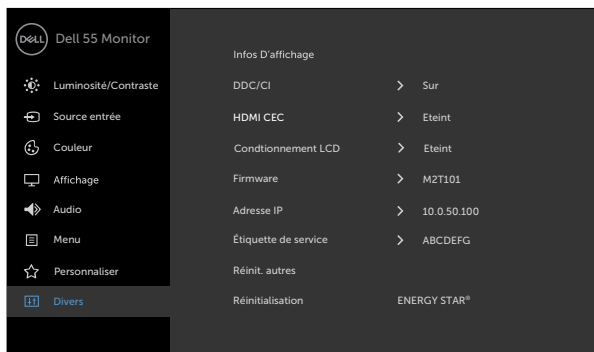 DELL Dell 55 Monitor
Luminosité/Contraste
Source entrée
Couleur
Affichage
Audio
Menu
Personnaliser
Divers
Infos D'affichage
DDC/CI > Sur
HDMI CEC > Eteint
Condtionnement LCD > Eteint
Firmware > M2T101
Adresse IP > 10.0.50.100
Étiquette de service > ABCDEFG
Réinit. autres
Réinitialisation ENERGY STAR®